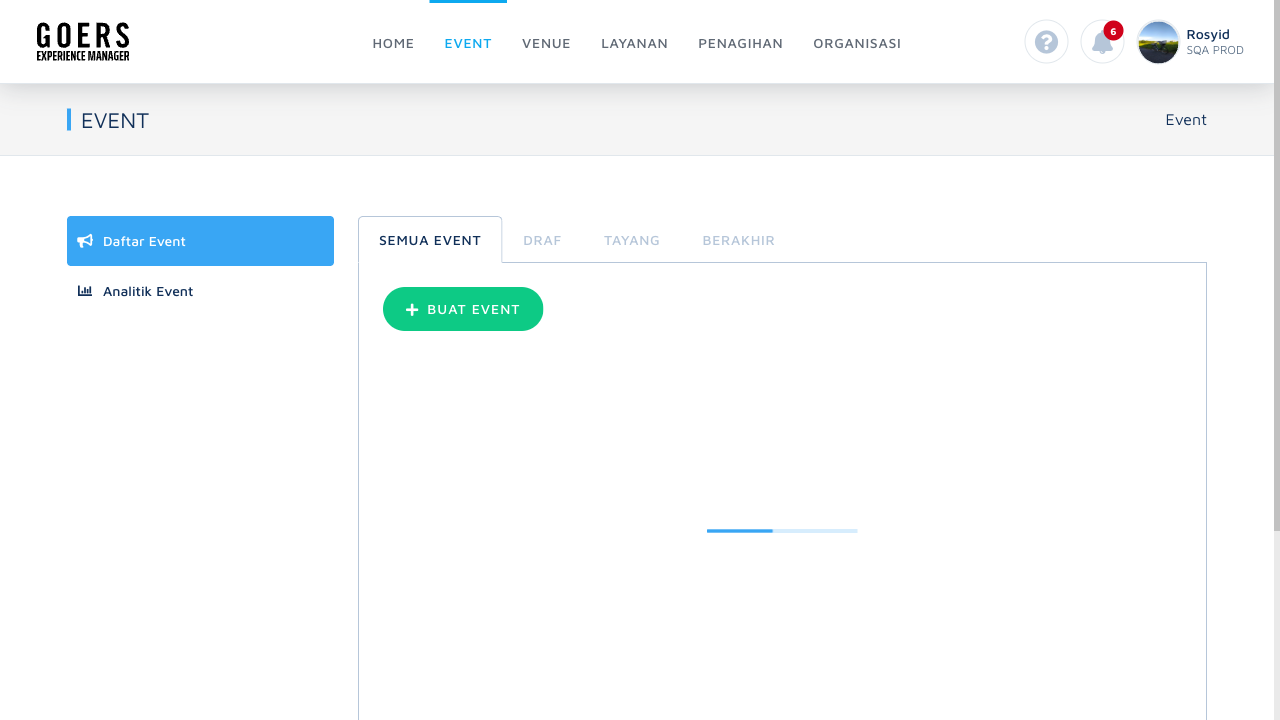 GOERS
EXPERIENCE MANAGER
HOME
EVENT
VENUE
LAYANAN
PENAGIHAN
ORGANISASI
6
Rosyid
SQA PROD
EVENT
Event
Daftar Event
Analitik Event
SEMUA EVENT
DRAF
TAYANG
BERAKHIR
BUAT EVENT